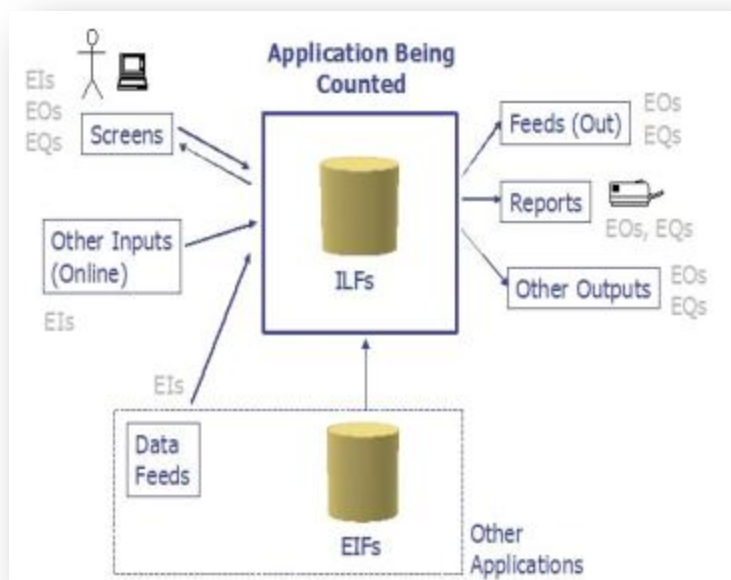 Application Being
Counted
EIs
EOs
EQs
Screens
Other Inputs
(Online)
EIs
ILFs
Feeds (Out)
EOs
EQs
Reports
EOs, EQs
Other Outputs
EOs
EQs
EIs
Data
Feeds
EIFs
Other
Applications